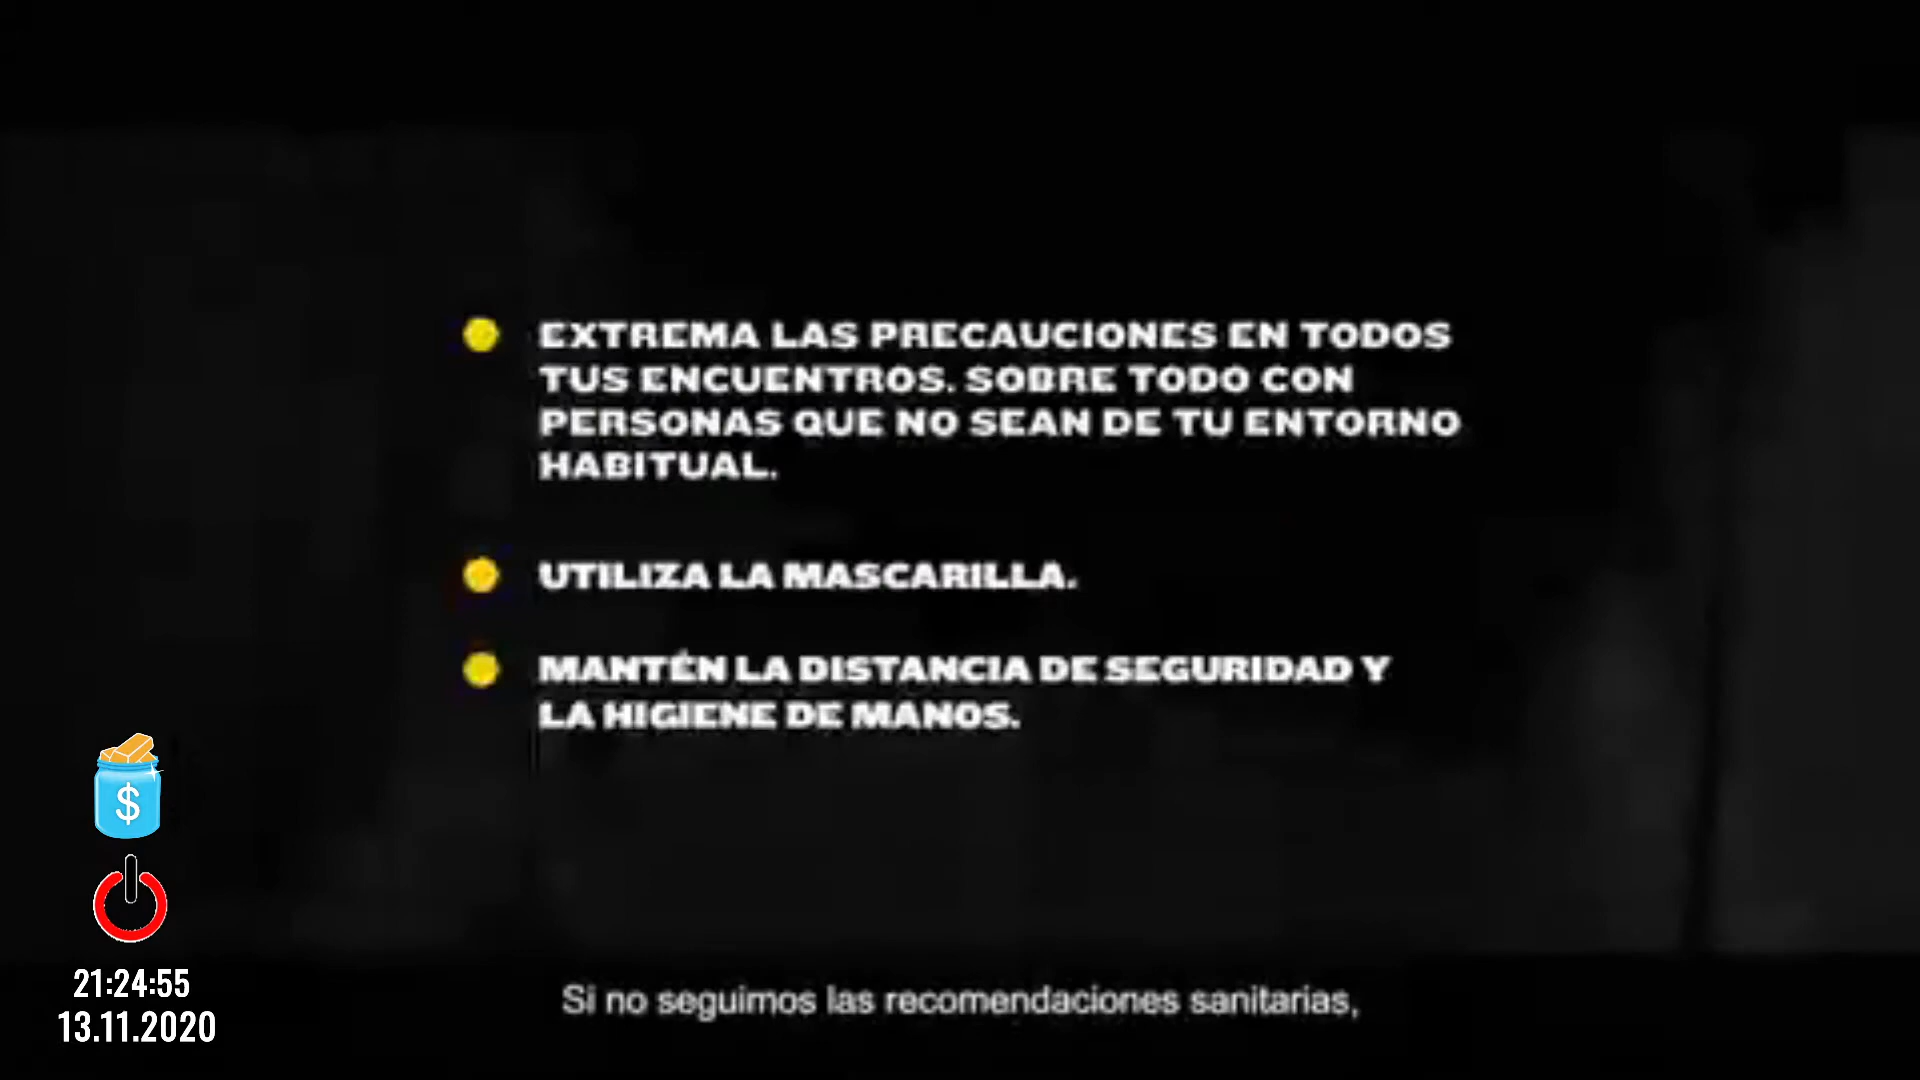 EXTREMA LAS PRECAUCIONES EN TODOS
TUS ENCUENTROS. SOBRE TODO CON
PERSONAS QUE NO SEAN DE TU ENTORNO
HABITUAL.
UTILIZA LA MASCARILLA.
MANTÉN LA DISTANCIA DE SEGURIDAD Y
LA HIGIENE DE MANOS.
$
21:24:55
13.11.2020
Si no seguimos las recomendaciones sanitarias,